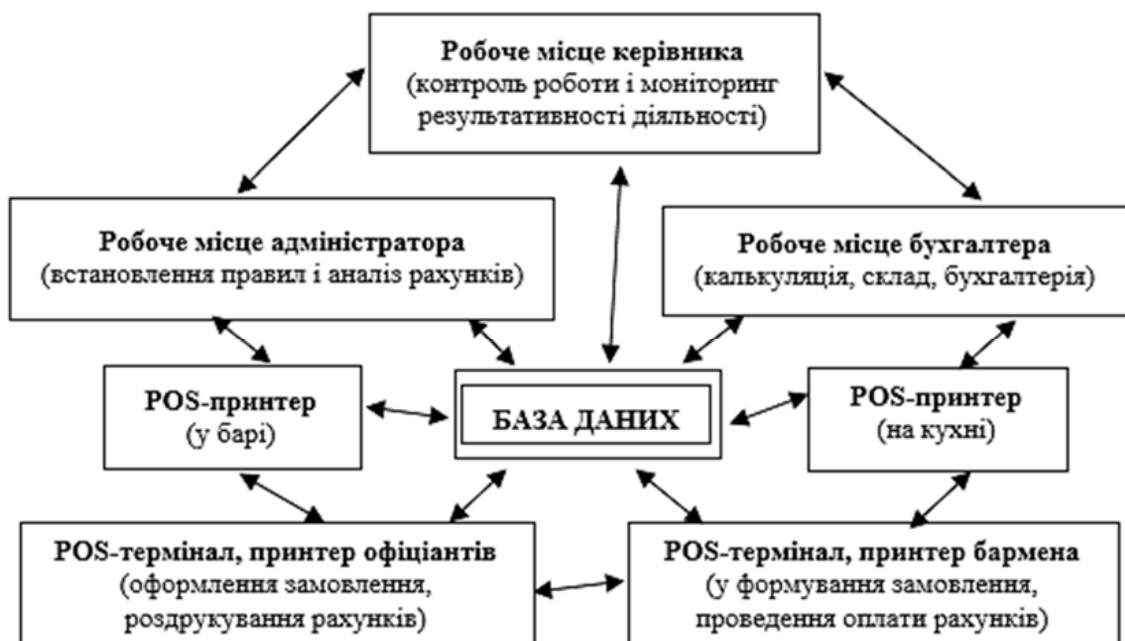 Робоче місце керівника
(контроль роботи і моніторинг
результативності діяльності)
Робоче місце адміністратора
(встановлення правил і аналіз рахунків)
Робоче місце бухгалтера
(калькуляція, склад, бухгалтерія)
POS-принтер
(у барі)
БАЗА ДАНИХ
POS-принтер
(на кухні)
POS-термінал, принтер офіціантів
(оформлення замовлення,
роздрукування рахунків)
POS-термінал, принтер бармена
(у формування замовлення,
проведення оплати рахунків)